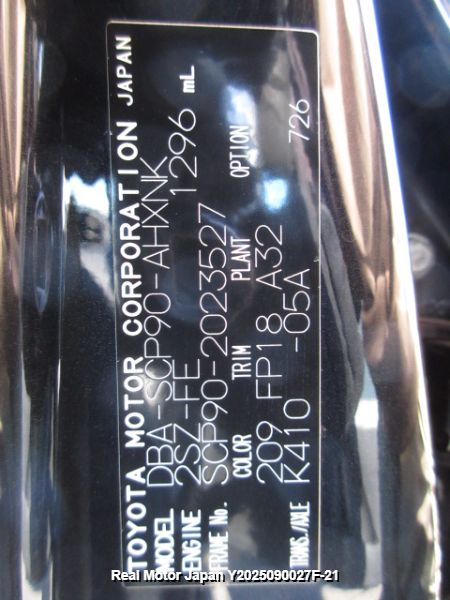 TOYOTA MOTOR CORPORATION JAPAN
MODEL DBA-SCP90-AHXNK
ENGINE 2SZ-FE 1296 mL
FRAME No. SCP90-2023527
COLOR TRIM PLANT OPTION
209 FP18 A32 726
TRANS./AXLE K410 -05A
Real Motor Japan Y2025090027F-21